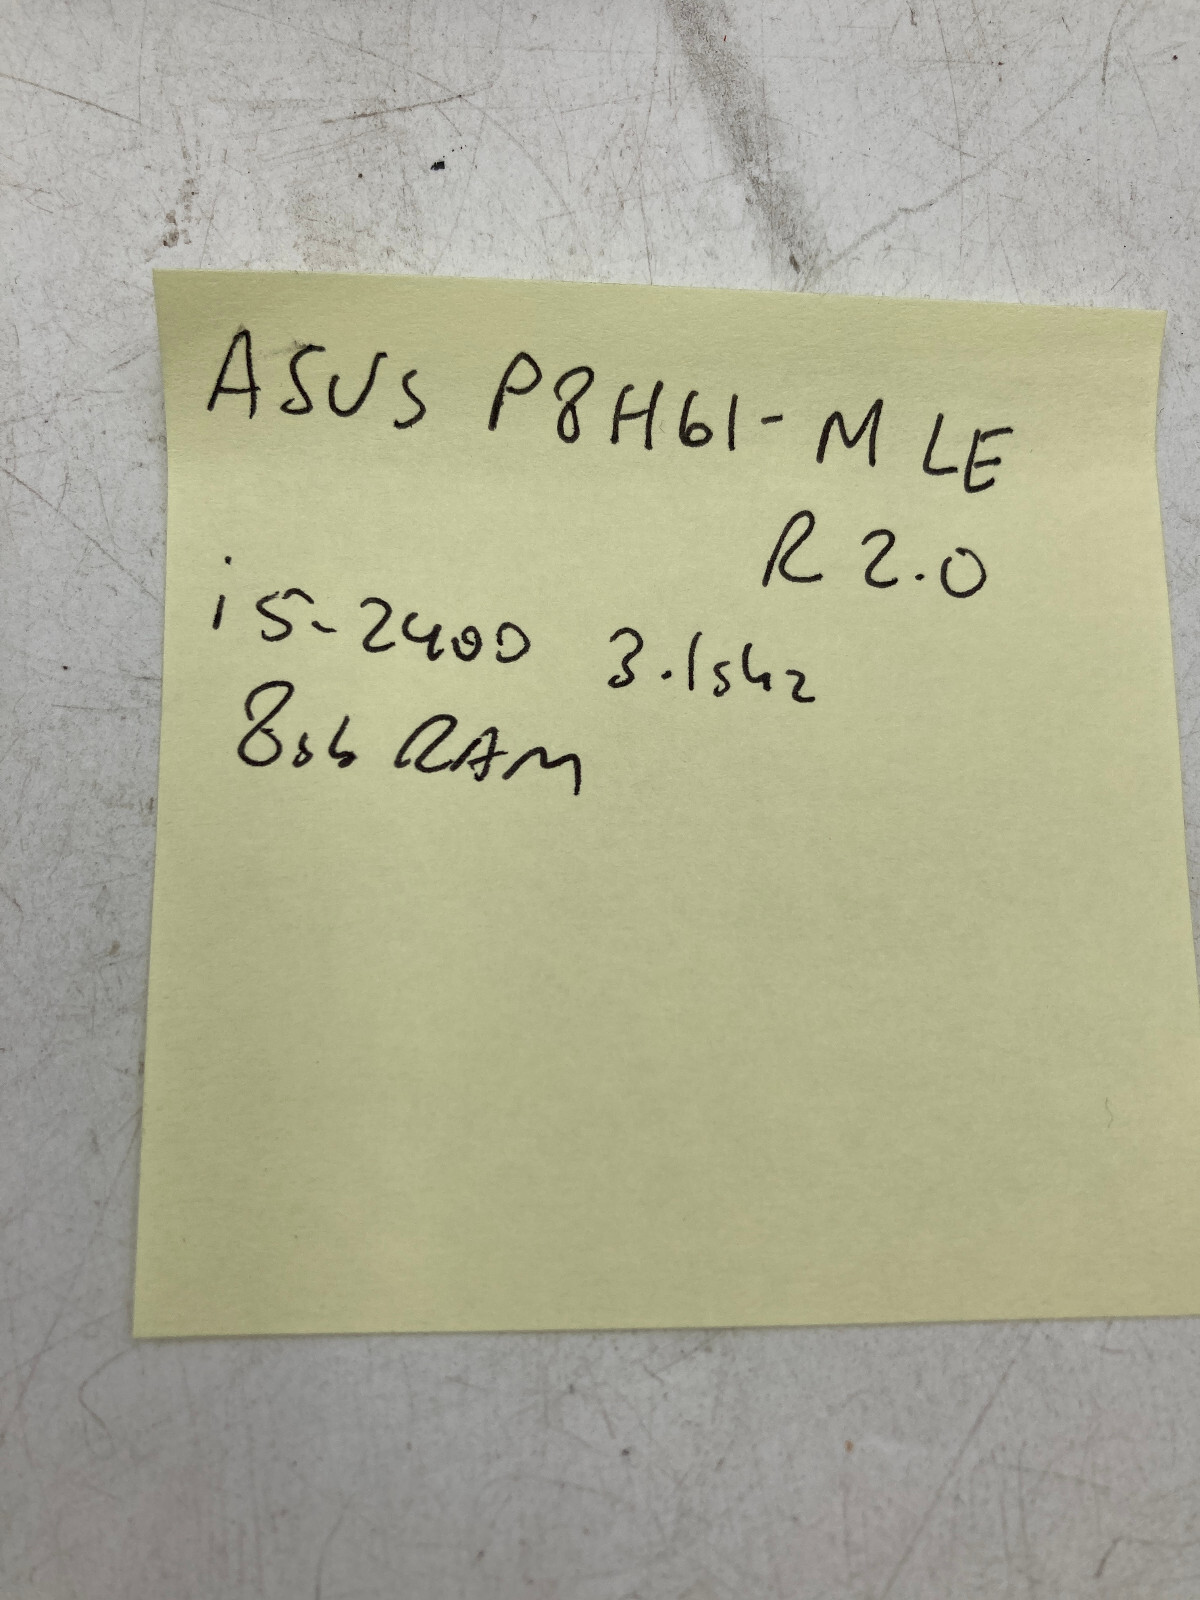 ASUS P8H61-M LE
R 2.0
i5-2400 3.1Ghz
8Gb RAM